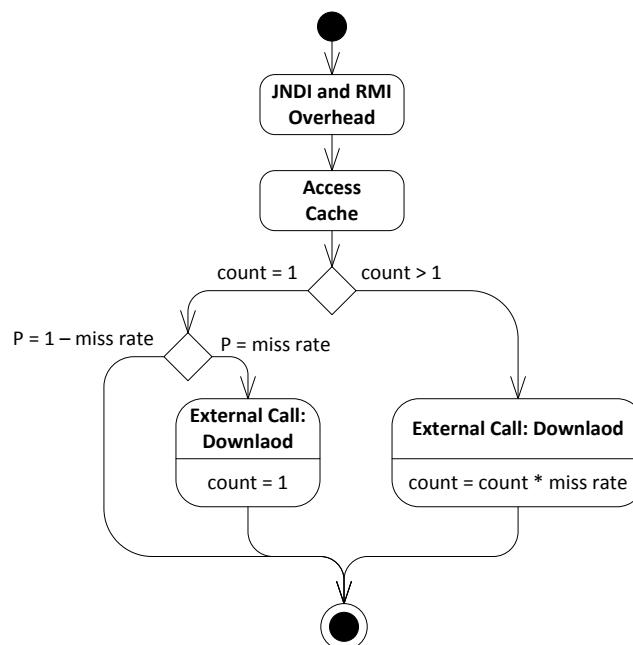 JNDI and RMI
Overhead
Access
Cache
count = 1
count > 1
P = 1 – miss rate
P = miss rate
External Call:
Downlaod
count = 1
External Call: Downlaod
count = count * miss rate